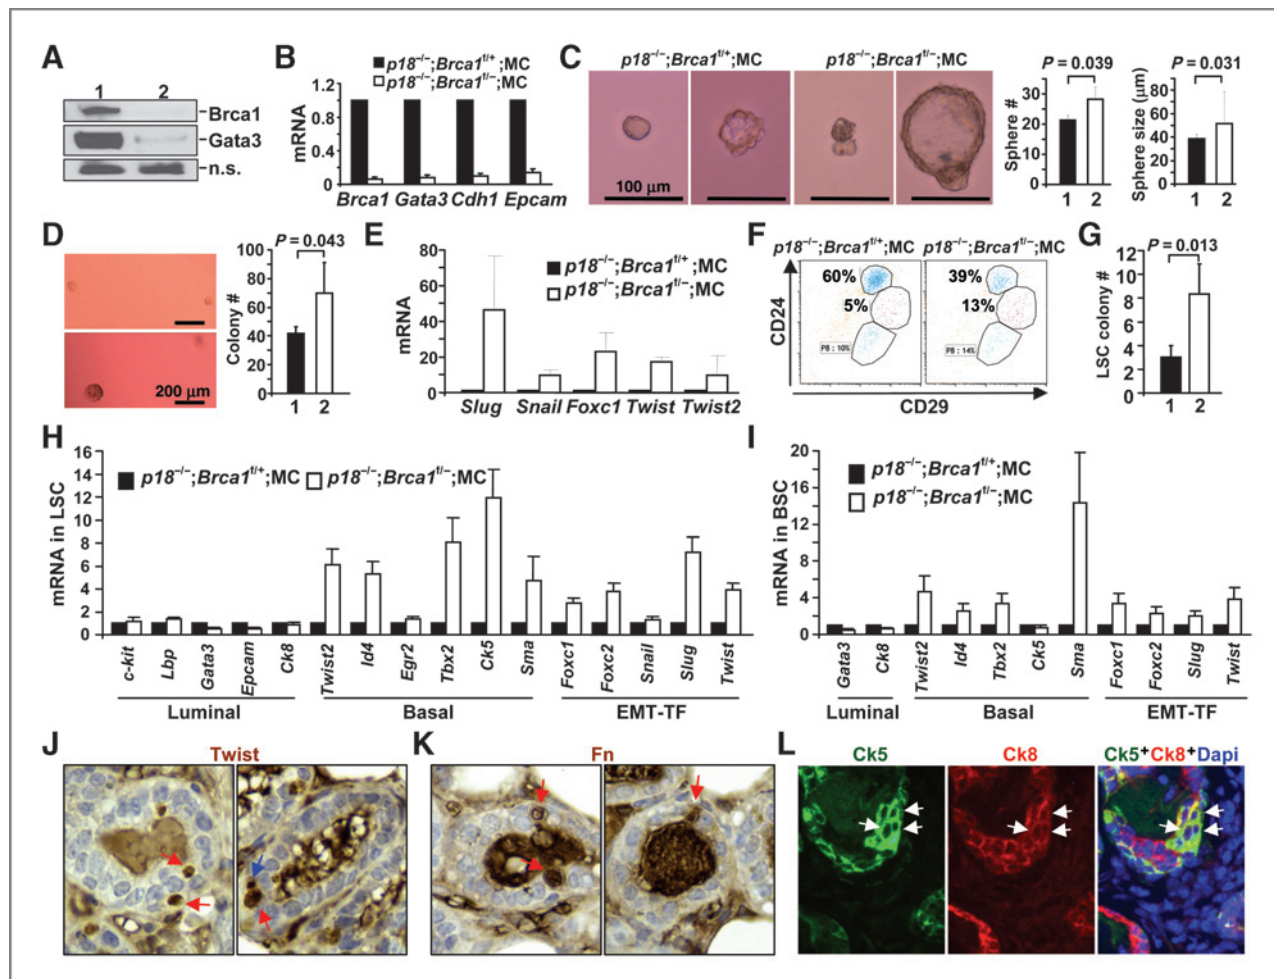 A
1 2
Brca1
Gata3
n.s.
B
p18⁻/⁻;Brca1ᶠ/⁺;MC
p18⁻/⁻;Brca1ᶠ/⁻;MC
mRNA
1.2
0.8
0.4
0
Brca1 Gata3 Cdh1 Epcam
C
p18⁻/⁻;Brca1ᶠ/⁺;MC p18⁻/⁻;Brca1ᶠ/⁻;MC
100 μm
P = 0.039
Sphere #
30
20
10
0
1 2
P = 0.031
Sphere size (μm)
80
60
40
20
0
1 2
D
200 μm
P = 0.043
Colony #
100
80
60
40
20
0
1 2
E
p18⁻/⁻;Brca1ᶠ/⁺;MC
p18⁻/⁻;Brca1ᶠ/⁻;MC
mRNA
80
60
40
20
0
Slug Snail Foxc1 Twist Twist2
F
p18⁻/⁻;Brca1ᶠ/⁺;MC p18⁻/⁻;Brca1ᶠ/⁻;MC
60% 39%
5% 13%
P8 : 10% P8 : 14%
CD24
CD29
G
P = 0.013
LSC colony #
12
10
8
6
4
2
0
1 2
H
p18⁻/⁻;Brca1ᶠ/⁺;MC p18⁻/⁻;Brca1ᶠ/⁻;MC
mRNA in LSC
16
14
12
10
8
6
4
2
0
c-kit Lbp Gata3 Epcam Ck8 Twist2 Id4 Egr2 Tbx2 Ck5 Sma Foxc1 Foxc2 Snail Slug Twist
Luminal Basal EMT-TF
I
p18⁻/⁻;Brca1ᶠ/⁺;MC
p18⁻/⁻;Brca1ᶠ/⁻;MC
mRNA in BSC
20
16
12
8
4
0
Gata3 Ck8 Twist2 Id4 Tbx2 Ck5 Sma Foxc1 Foxc2 Slug Twist
Luminal Basal EMT-TF
J
Twist
K
Fn
L
Ck5 Ck8 Ck5⁺Ck8⁺Dapi